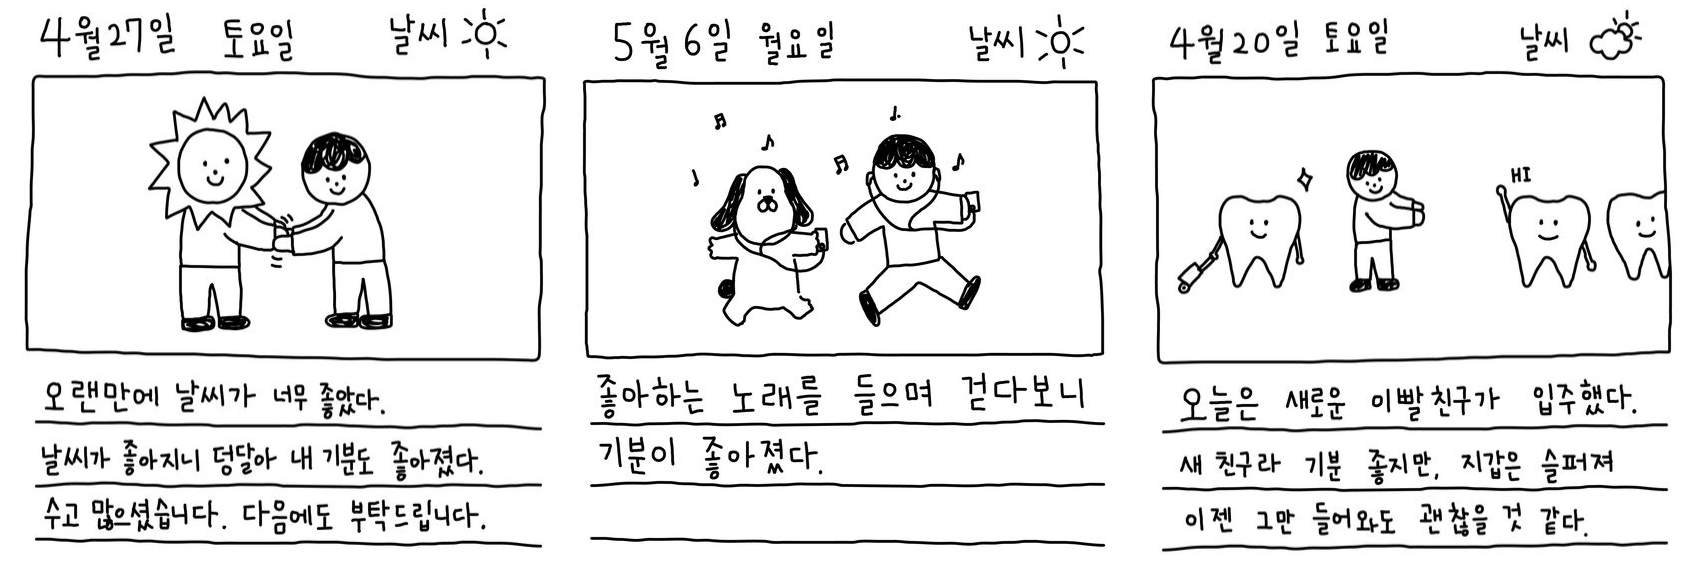 4월 27일 토요일 날씨
오랜만에 날씨가 너무 좋았다.
날씨가 좋아지니 덩달아 내 기분도 좋아졌다.
수고 많으셨습니다. 다음에도 부탁드립니다.
5월 6일 월요일 날씨
좋아하는 노래를 들으며 걷다보니
기분이 좋아졌다.
4월 20일 토요일 날씨
HI
오늘은 새로운 이빨친구가 입주했다.
새 친구라 기분 좋지만, 지갑은 슬퍼져
이젠 그만 들어와도 괜찮을 것 같다.